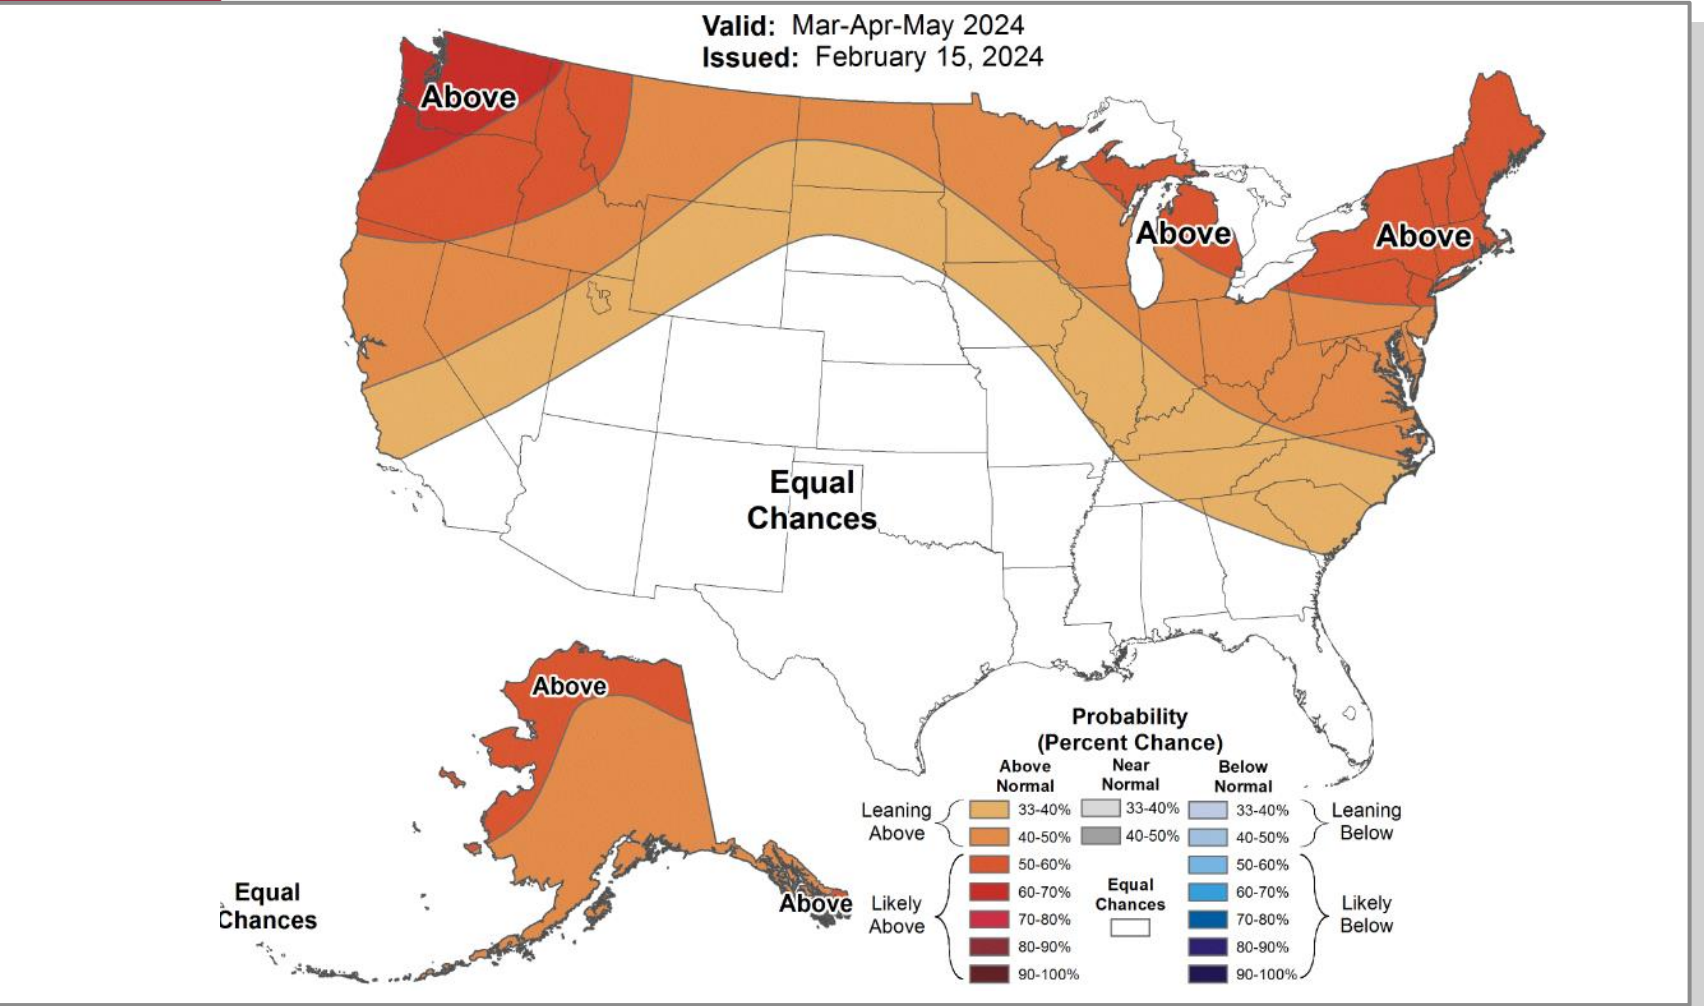 Valid: Mar-Apr-May 2024
Issued: February 15, 2024
Above
Above
Above
Equal
Chances
Above
Equal
Chances
Above
Probability
(Percent Chance)
Above
Normal
Near
Normal
Below
Normal
Leaning
Above
33-40% 33-40% 33-40%
40-50% 40-50% 40-50%
Leaning
Below
50-60% 50-60%
60-70% 60-70%
70-80% 70-80%
80-90% 80-90%
90-100% 90-100%
Likely
Above
Equal
Chances
Likely
Below